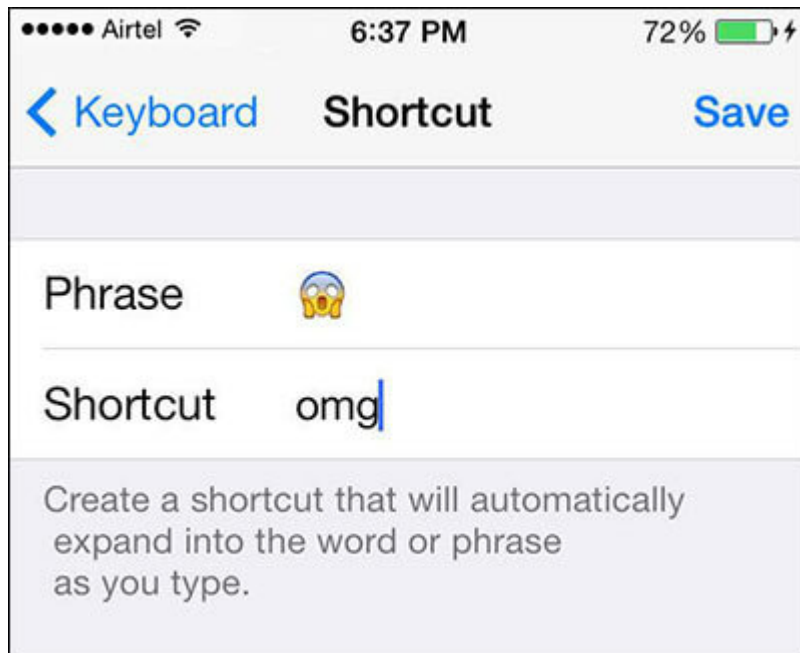 Airtel 6:37 PM 72%
Keyboard Shortcut Save
Phrase 😱
Shortcut omg
Create a shortcut that will automatically
expand into the word or phrase
as you type.